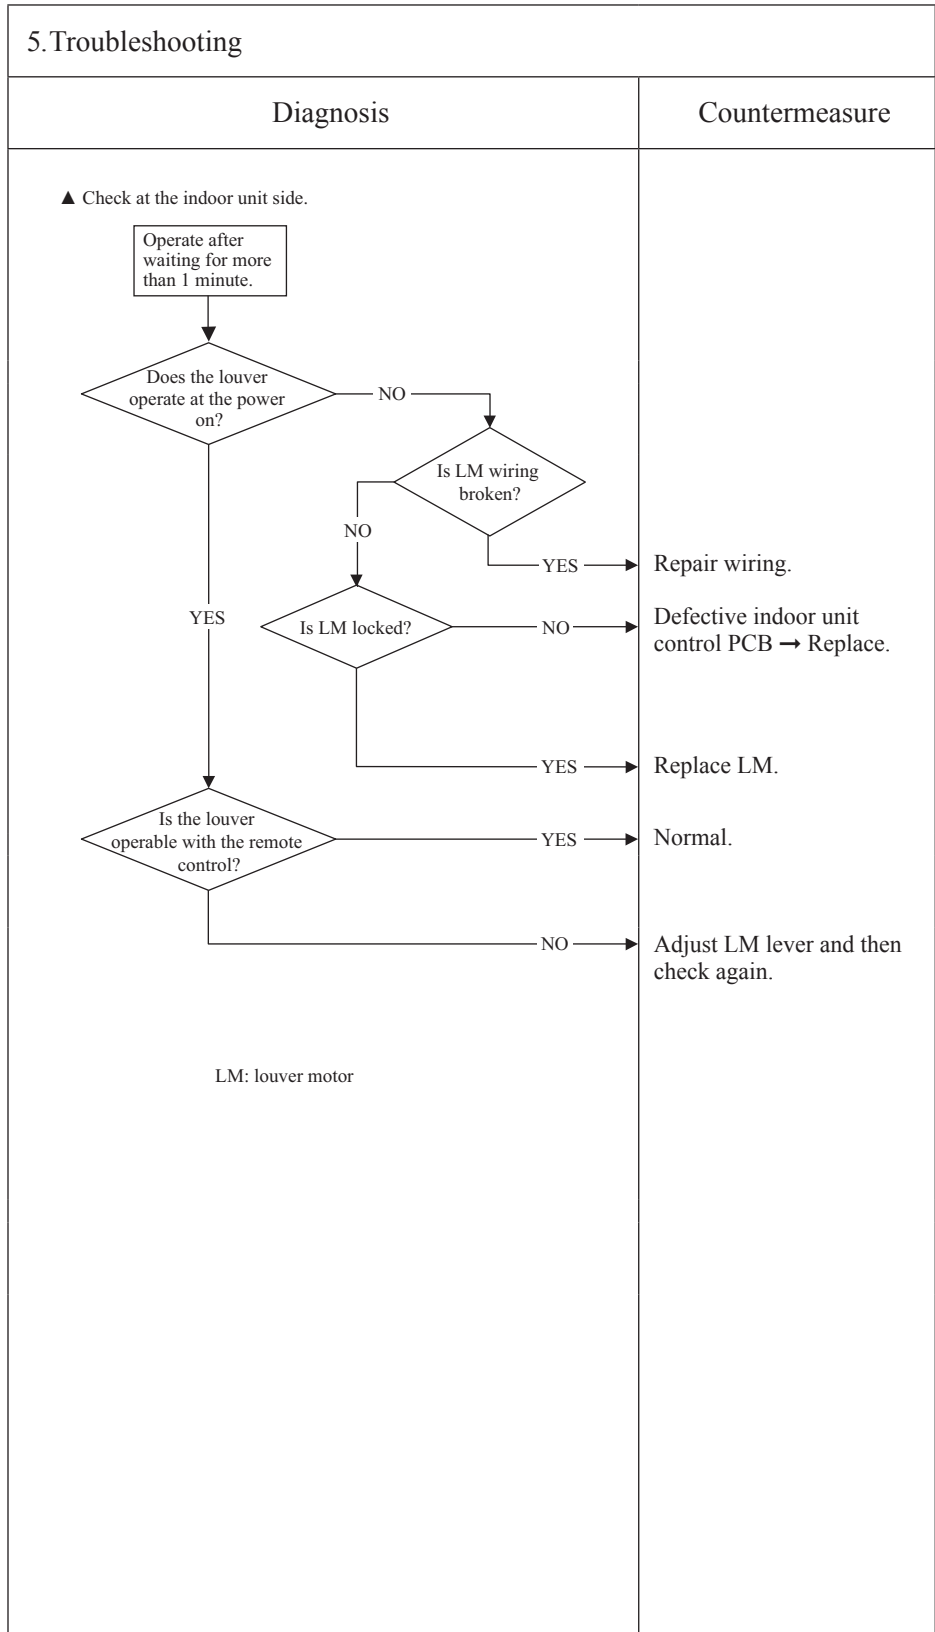 5.Troubleshooting
Diagnosis
Countermeasure
▲ Check at the indoor unit side.
Operate after
waiting for more
than 1 minute.
Does the louver
operate at the power
on?
NO
Is LM wiring
broken?
NO
YES
Repair wiring.
YES
Is LM locked?
NO
Defective indoor unit
control PCB → Replace.
YES
Replace LM.
Is the louver
operable with the remote
control?
YES
Normal.
NO
Adjust LM lever and then
check again.
LM: louver motor